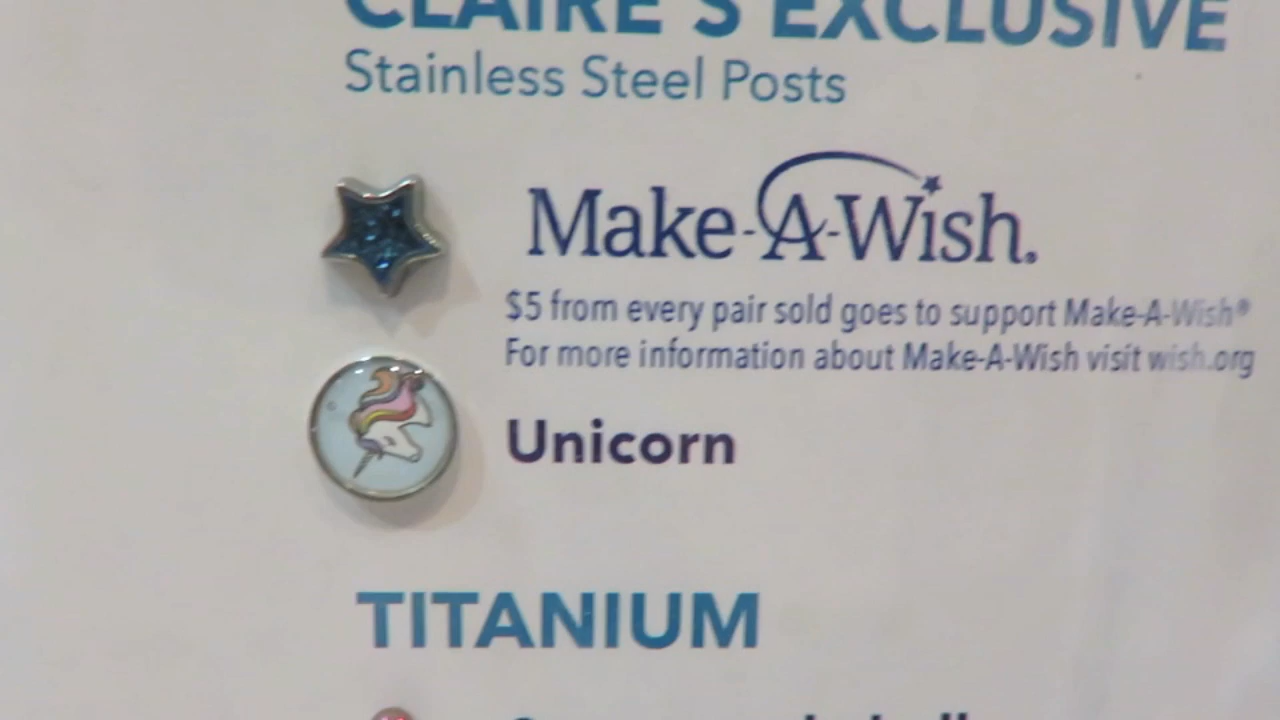 CLAIRE'S EXCLUSIVE
Stainless Steel Posts
Make-A-Wish.
$5 from every pair sold goes to support Make-A-Wish®
For more information about Make-A-Wish visit wish.org
Unicorn
TITANIUM